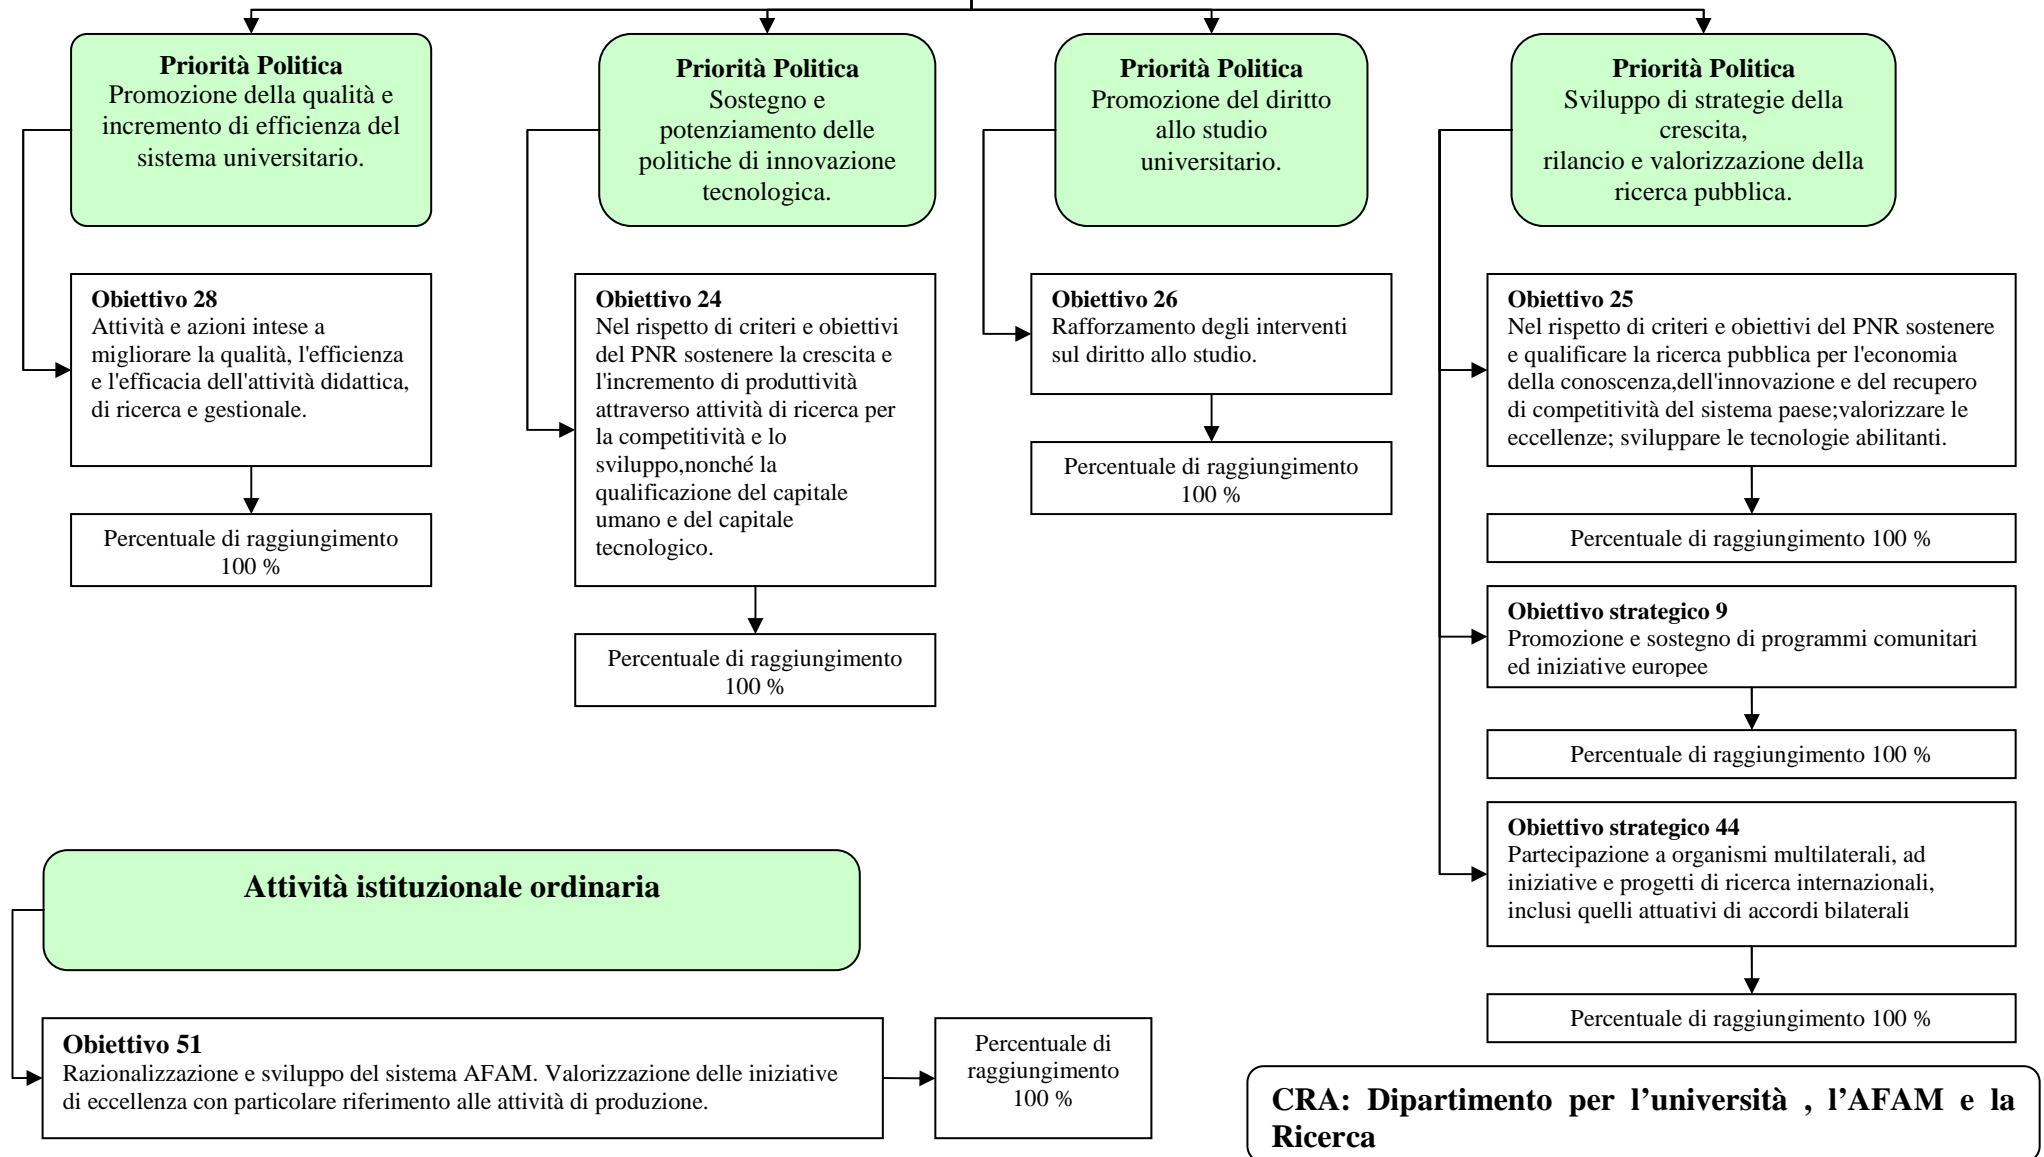 Priorità Politica
Promozione della qualità e
incremento di efficienza del
sistema universitario.
Priorità Politica
Sostegno e
potenziamento delle
politiche di innovazione
tecnologica.
Priorità Politica
Promozione del diritto
allo studio
universitario.
Priorità Politica
Sviluppo di strategie della
crescita,
rilancio e valorizzazione della
ricerca pubblica.
Obiettivo 28
Attività e azioni intese a
migliorare la qualità, l'efficienza
e l'efficacia dell'attività didattica,
di ricerca e gestionale.
Percentuale di raggiungimento
100 %
Obiettivo 24
Nel rispetto di criteri e obiettivi
del PNR sostenere la crescita e
l'incremento di produttività
attraverso attività di ricerca per
la competitività e lo
sviluppo,nonché la
qualificazione del capitale
umano e del capitale
tecnologico.
Percentuale di raggiungimento
100 %
Obiettivo 26
Rafforzamento degli interventi
sul diritto allo studio.
Percentuale di raggiungimento
100 %
Obiettivo 25
Nel rispetto di criteri e obiettivi del PNR sostenere
e qualificare la ricerca pubblica per l'economia
della conoscenza,dell'innovazione e del recupero
di competitività del sistema paese;valorizzare le
eccellenze; sviluppare le tecnologie abilitanti.
Percentuale di raggiungimento 100 %
Obiettivo strategico 9
Promozione e sostegno di programmi comunitari
ed iniziative europee
Percentuale di raggiungimento 100 %
Obiettivo strategico 44
Partecipazione a organismi multilaterali, ad
iniziative e progetti di ricerca internazionali,
inclusi quelli attuativi di accordi bilaterali
Percentuale di raggiungimento 100 %
Attività istituzionale ordinaria
Obiettivo 51
Razionalizzazione e sviluppo del sistema AFAM. Valorizzazione delle iniziative
di eccellenza con particolare riferimento alle attività di produzione.
Percentuale di
raggiungimento
100 %
CRA: Dipartimento per l’università , l’AFAM e la
Ricerca